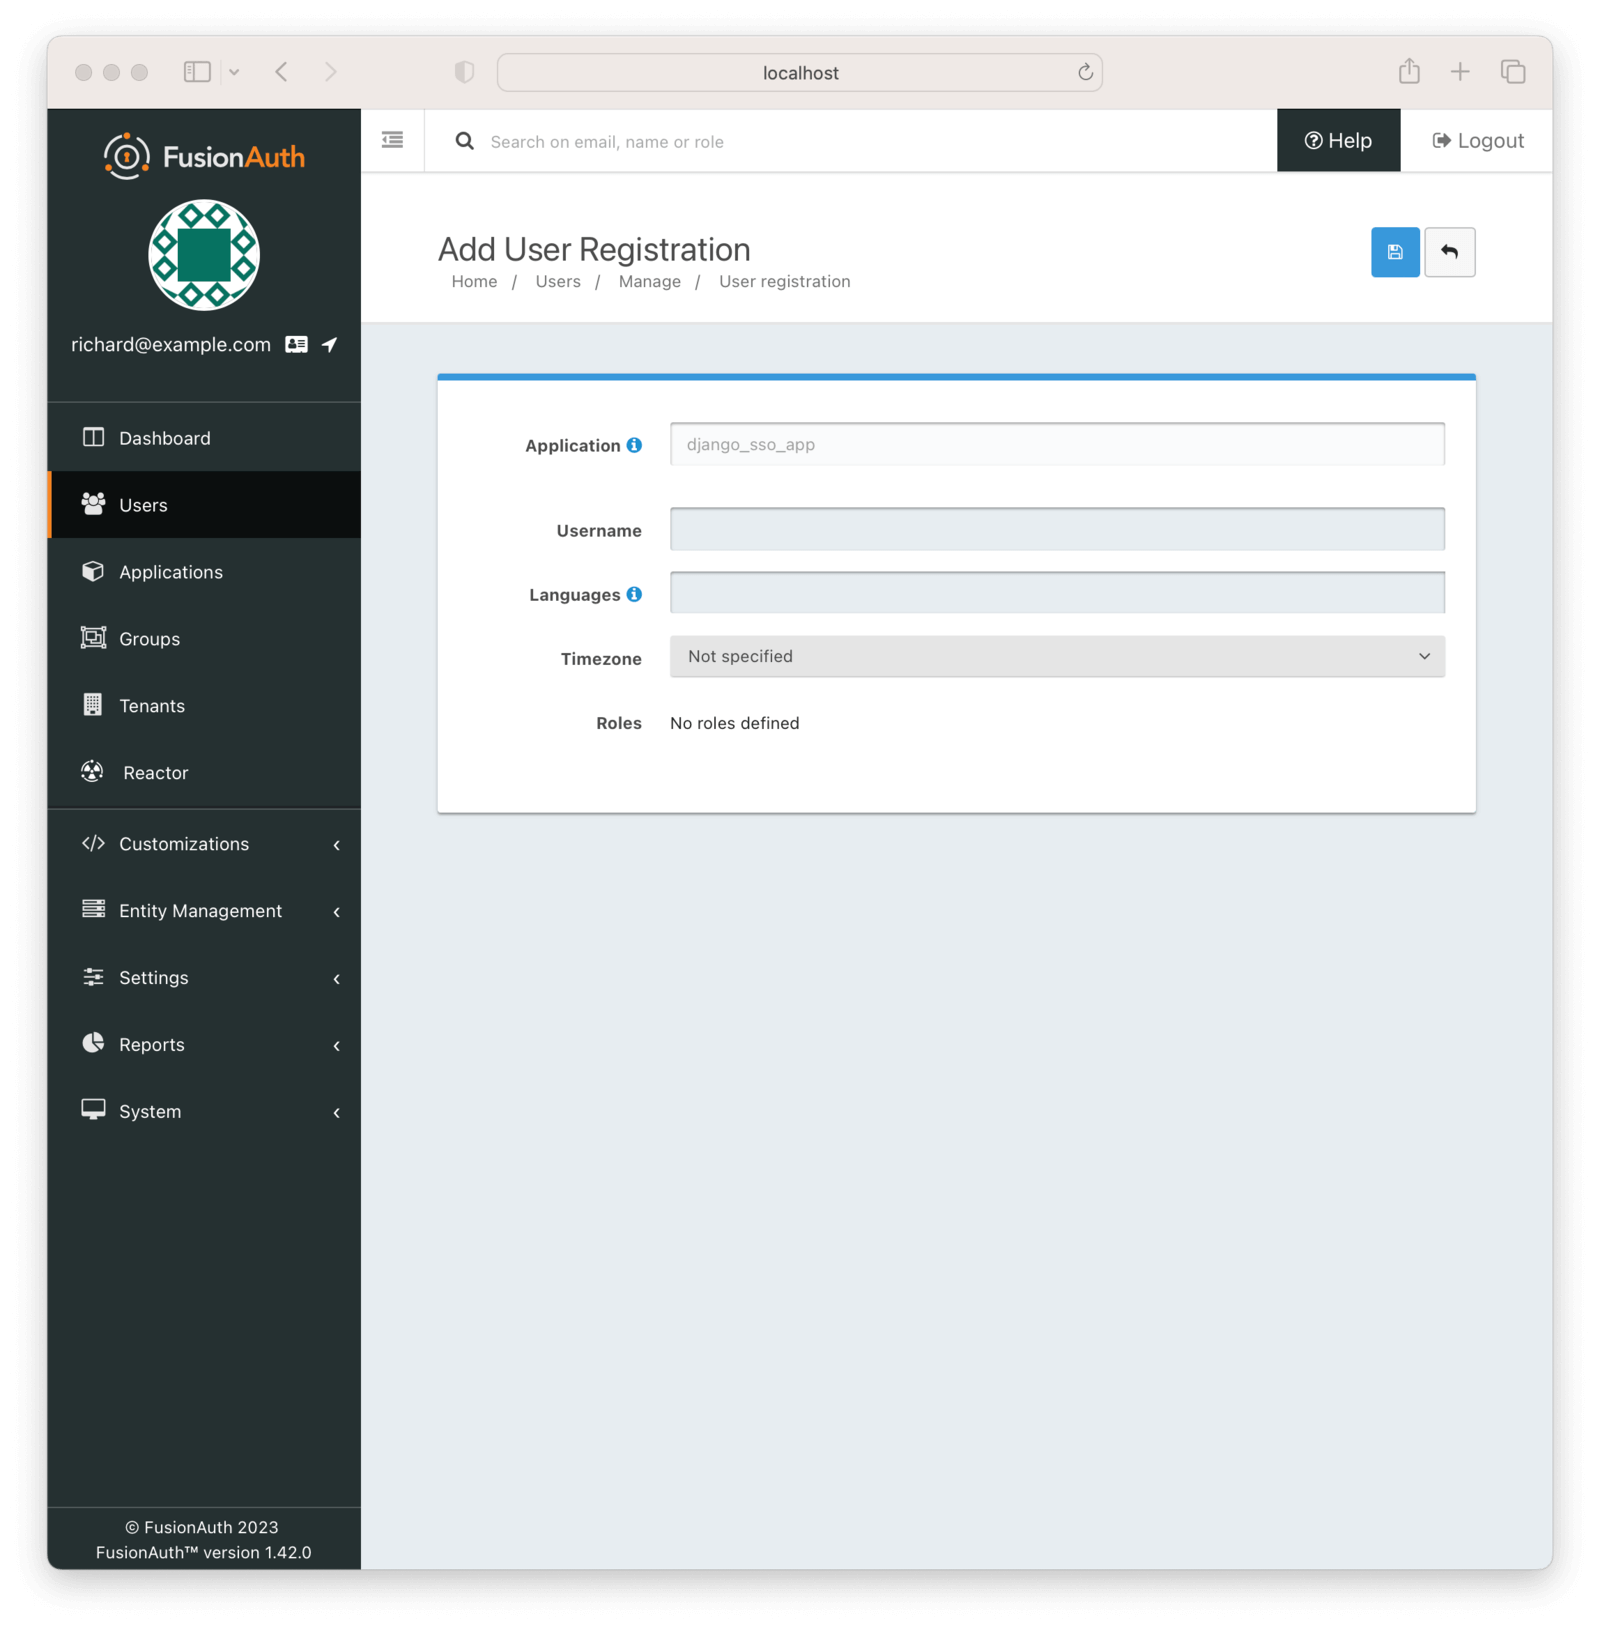 localhost
FusionAuth
Search on email, name or role
Help
Logout
richard@example.com
Add User Registration
Home / Users / Manage / User registration
Dashboard
Users
Applications
Groups
Tenants
Reactor
Customizations
Entity Management
Settings
Reports
System
Application
django_sso_app
Username
Languages
Timezone
Not specified
Roles
No roles defined
© FusionAuth 2023
FusionAuth™ version 1.42.0